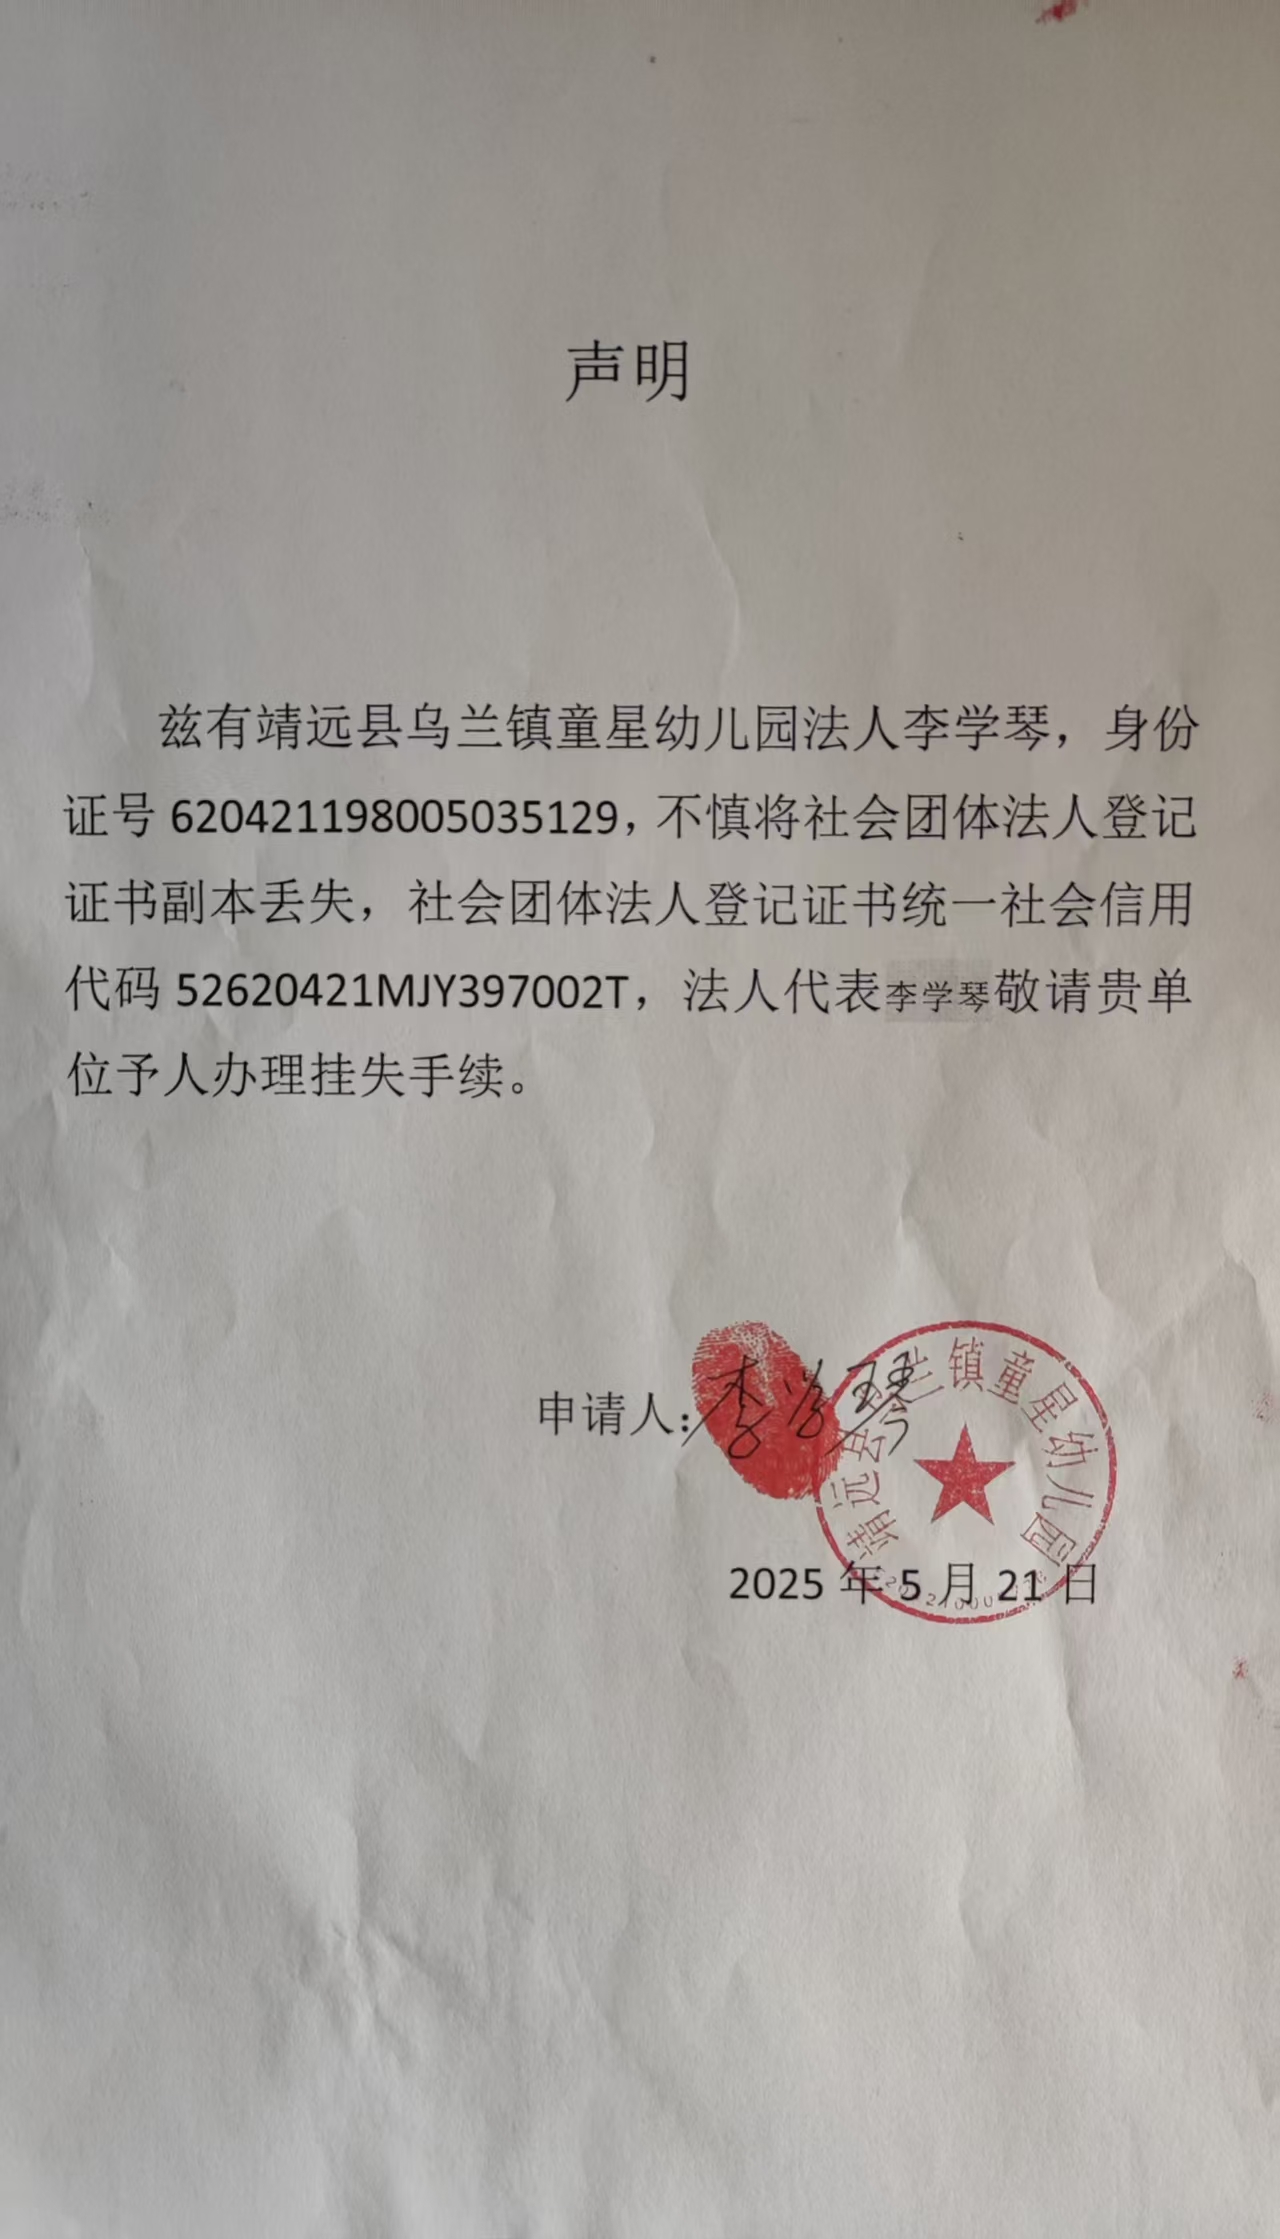 声明
兹有靖远县乌兰镇童星幼儿园法人李学琴，身份
证号 620421198005035129，不慎将社会团体法人登记
证书副本丢失，社会团体法人登记证书统一社会信用
代码 52620421MJY397002T，法人代表李学琴敬请贵单
位予人办理挂失手续。
申请人：李学琴
靖远县乌兰镇童星幼儿园
2025 年 5 月 21 日